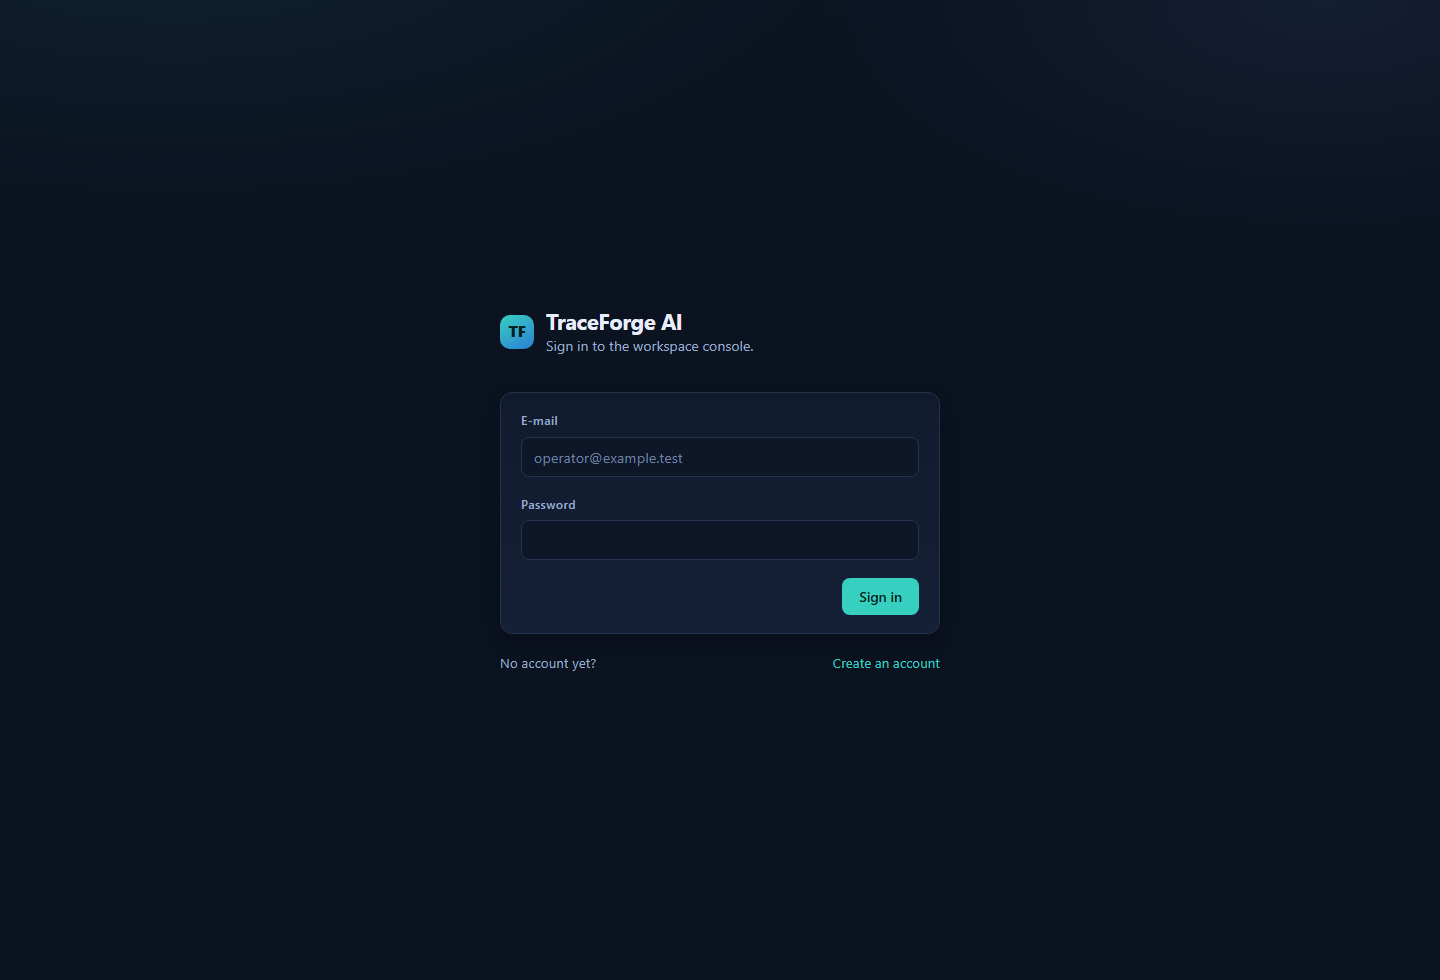 TF
TraceForge AI
Sign in to the workspace console.
E-mail
operator@example.test
Password
Sign in
No account yet?
Create an account